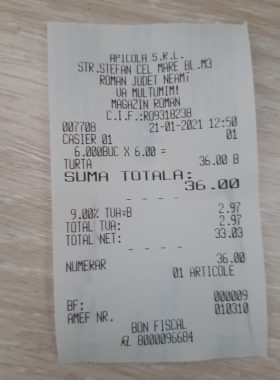 APICOLA S.R.L.
STR.STEFAN CEL MARE BL.M3
ROMAN JUDET NEAMT
VA MULTUMIM!
MAGAZIN ROMAN
C.I.F.:RO9318238
007708 21-01-2021 12:50
CASIER 01 01
6.000BUC X 6.00 =
TURTA 36.00 B
SUMA TOTALA:
36.00
- - - -
9.00% TVA-B 2.97
TOTAL TVA: 2.97
TOTAL NET: 33.03
- - - -
NUMERAR 36.00
01 ARTICOLE
BF: 000009
AMEF NR. 010310
BON FISCAL
8000096684